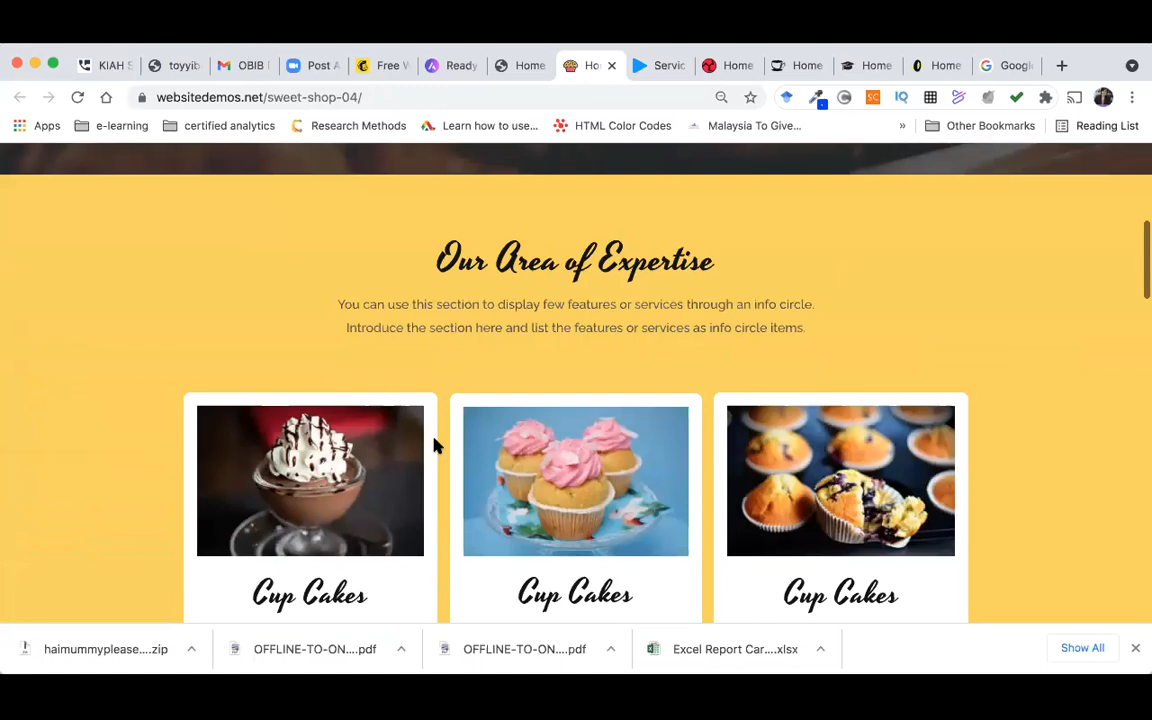 KIAH S
toyyib
OBIB
Post A
Free W
Ready
Home
Ho
Servic
Home
Home
Home
Home
Googl
websitedemos.net/sweet-shop-04/
Apps
e-learning
certified analytics
Research Methods
Learn how to use...
HTML Color Codes
Malaysia To Give...
»
Other Bookmarks
Reading List
Our Area of Expertise
You can use this section to display few features or services through an info circle.
Introduce the section here and list the features or services as info circle items.
Cup Cakes
Cup Cakes
Cup Cakes
haimummyplease....zip
OFFLINE-TO-ON....pdf
OFFLINE-TO-ON....pdf
Excel Report Car....xlsx
Show All